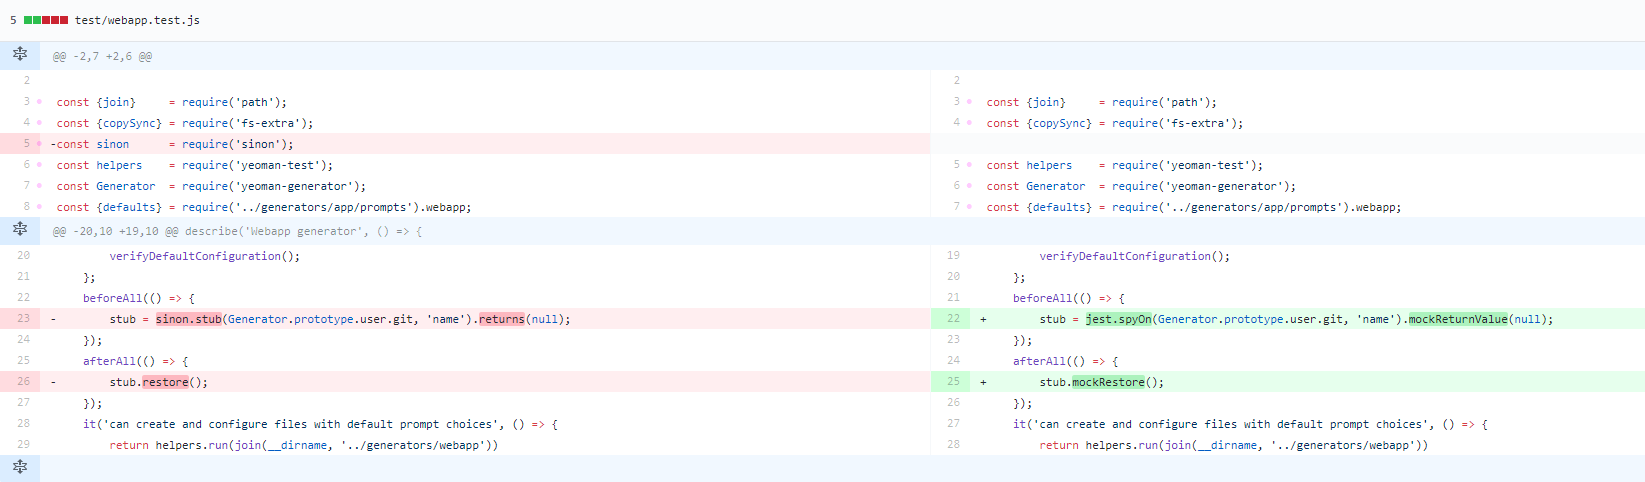 5 test/webapp.test.js
@@ -2,7 +2,6 @@
2
3 const {join}     = require('path');
4 const {copySync} = require('fs-extra');
5 -const sinon      = require('sinon');
6 const helpers    = require('yeoman-test');
7 const Generator  = require('yeoman-generator');
8 const {defaults} = require('../generators/app/prompts').webapp;
2
3 const {join}     = require('path');
4 const {copySync} = require('fs-extra');
5 const helpers    = require('yeoman-test');
6 const Generator  = require('yeoman-generator');
7 const {defaults} = require('../generators/app/prompts').webapp;
@@ -20,10 +19,10 @@ describe('Webapp generator', () => {
20         verifyDefaultConfiguration();
21     };
22     beforeAll(() => {
23 -        stub = sinon.stub(Generator.prototype.user.git, 'name').returns(null);
24     });
25     afterAll(() => {
26 -        stub.restore();
27     });
28     it('can create and configure files with default prompt choices', () => {
29         return helpers.run(join(__dirname, '../generators/webapp'))
19         verifyDefaultConfiguration();
20     };
21     beforeAll(() => {
22 +        stub = jest.spyOn(Generator.prototype.user.git, 'name').mockReturnValue(null);
23     });
24     afterAll(() => {
25 +        stub.mockRestore();
26     });
27     it('can create and configure files with default prompt choices', () => {
28         return helpers.run(join(__dirname, '../generators/webapp'))